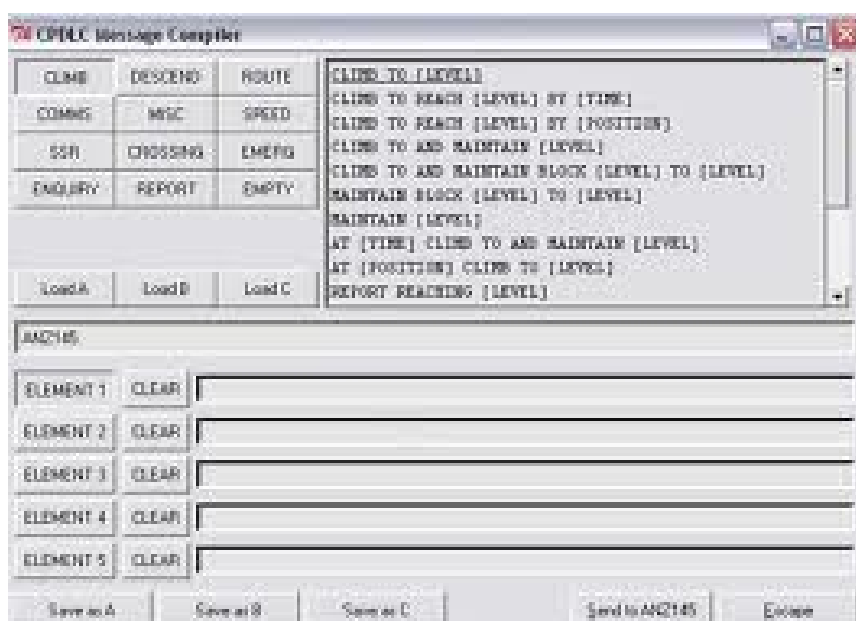 CPDLC Message Compiler
CLIMB DESCEND ROUTE
COMMS MISC SPEED
SSR CROSSING EMERG
ENQUIRY REPORT EMPTY
Load A Load B Load C
CLIMB TO [LEVEL]
CLIMB TO REACH [LEVEL] BY [TIME]
CLIMB TO REACH [LEVEL] BY [POSITION]
CLIMB TO AND MAINTAIN [LEVEL]
CLIMB TO AND MAINTAIN BLOCK [LEVEL] TO [LEVEL]
MAINTAIN BLOCK [LEVEL] TO [LEVEL]
MAINTAIN [LEVEL]
AT [TIME] CLIMB TO AND MAINTAIN [LEVEL]
AT [POSITION] CLIMB TO [LEVEL]
REPORT REACHING [LEVEL]
ANZ145
ELEMENT 1 CLEAR
ELEMENT 2 CLEAR
ELEMENT 3 CLEAR
ELEMENT 4 CLEAR
ELEMENT 5 CLEAR
Save as A Save as B Save as C Send to ANZ145 Escape